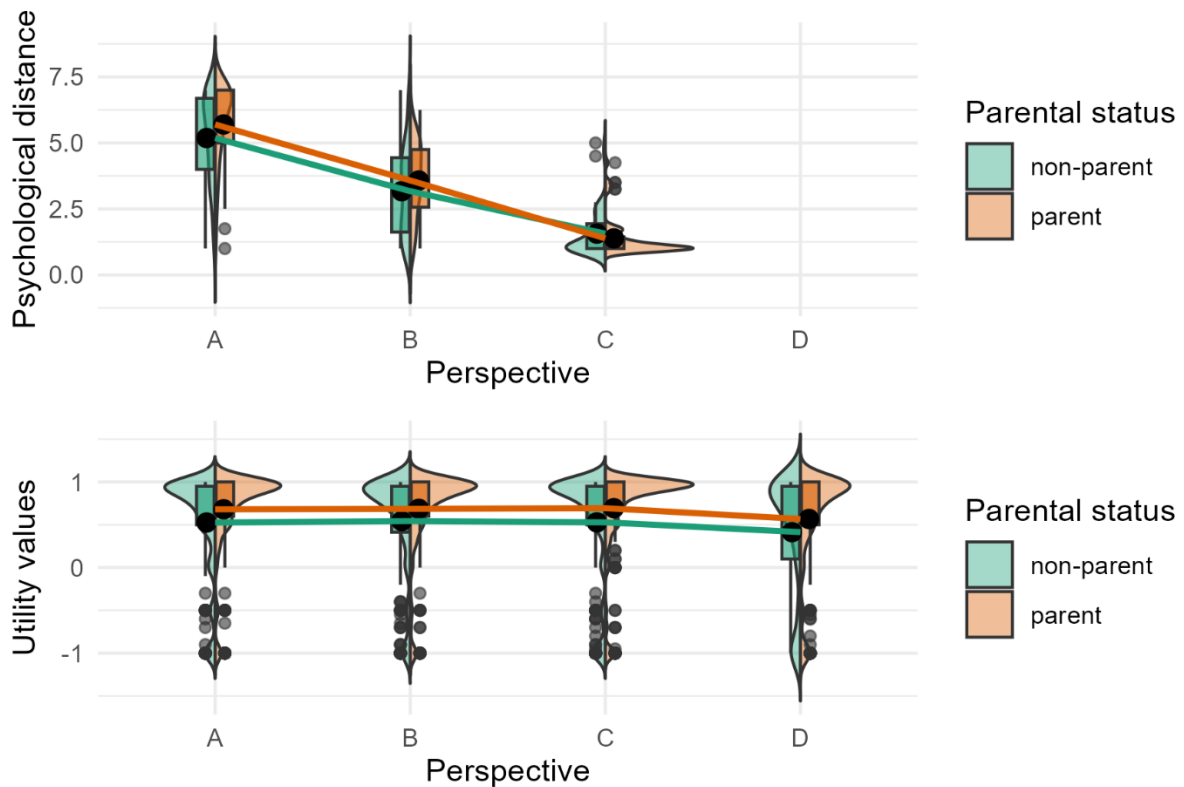 Psychological distance
7.5
5.0
2.5
0.0
A B C D
Perspective
Parental status
non-parent
parent
Utility values
1
0
-1
A B C D
Perspective
Parental status
non-parent
parent